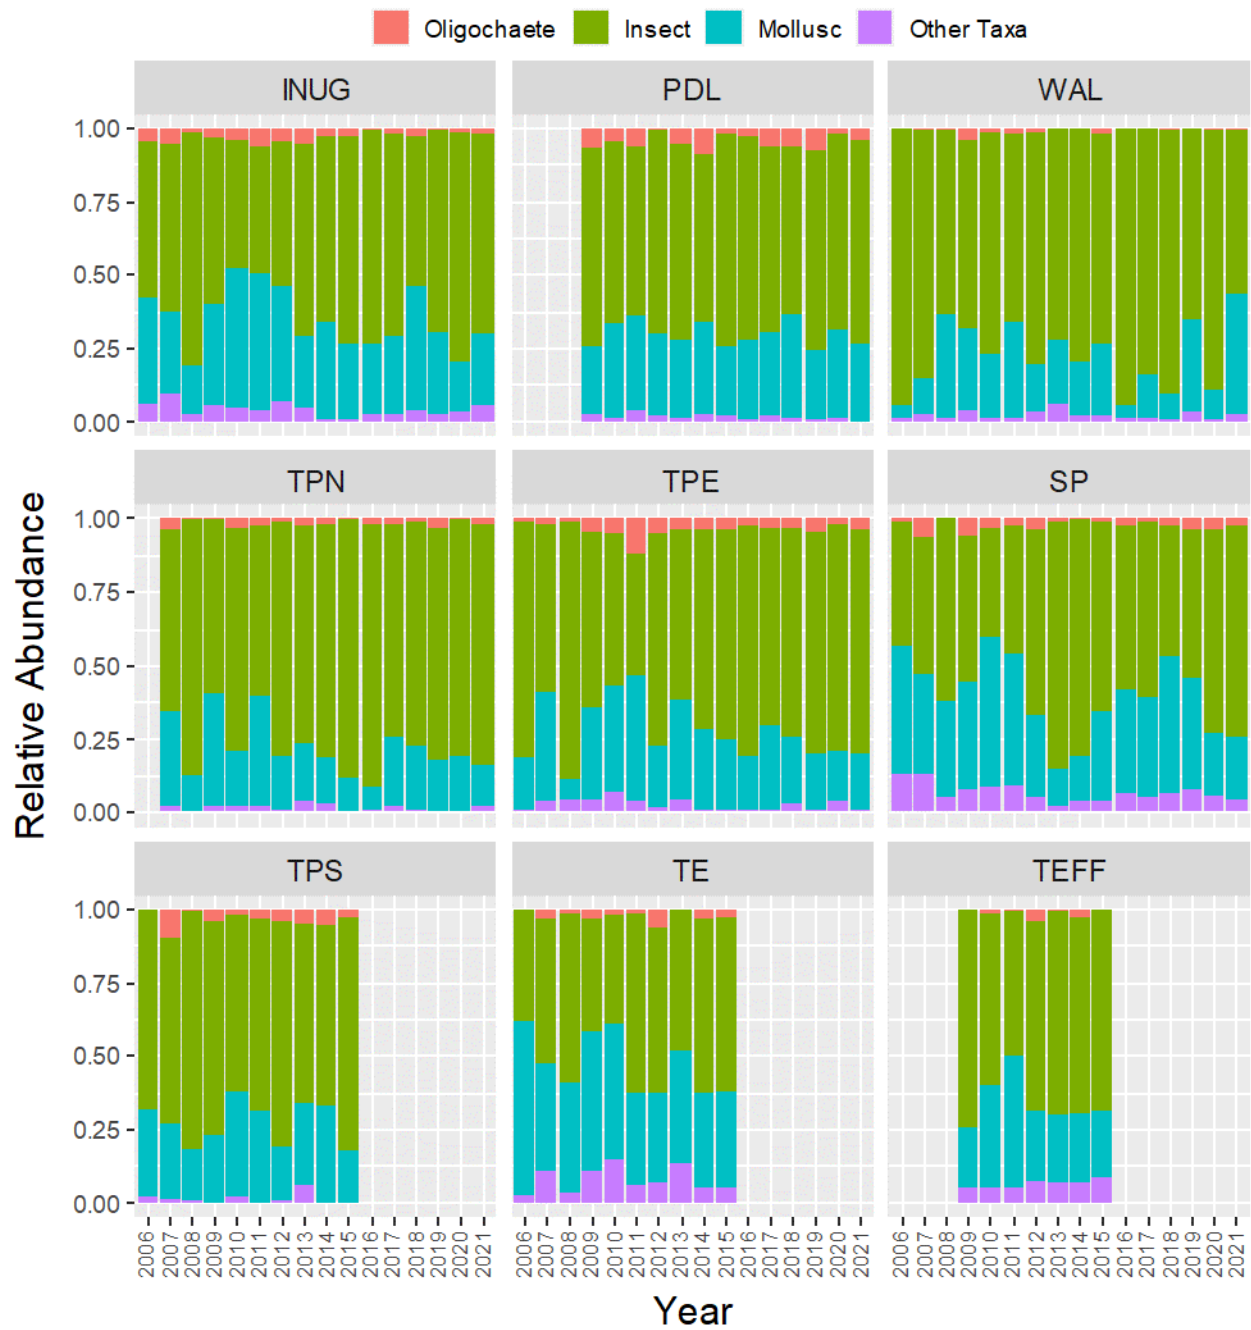 Oligochaete Insect Mollusc Other Taxa
INUG PDL WAL
1.00
0.75
0.50
0.25
0.00
TPN TPE SP
1.00
0.75
0.50
0.25
0.00
TPS TE TEFF
1.00
0.75
0.50
0.25
0.00
Relative Abundance
2006 2007 2008 2009 2010 2011 2012 2013 2014 2015 2016 2017 2018 2019 2020 2021 2006 2007 2008 2009 2010 2011 2012 2013 2014 2015 2016 2017 2018 2019 2020 2021 2006 2007 2008 2009 2010 2011 2012 2013 2014 2015 2016 2017 2018 2019 2020 2021
Year